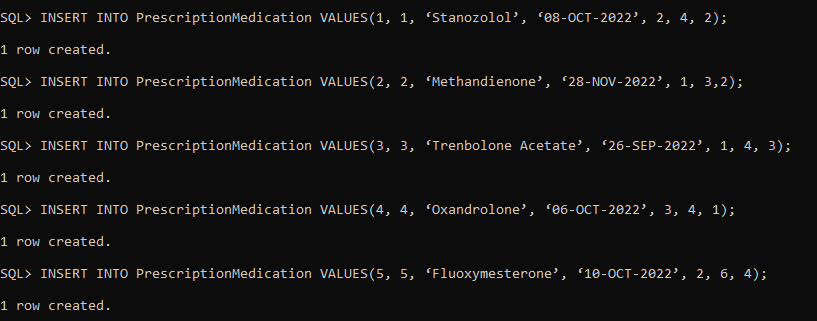 SQL> INSERT INTO PrescriptionMedication VALUES(1, 1, ‘Stanozolol’, ‘08-OCT-2022’, 2, 4, 2);
1 row created.
SQL> INSERT INTO PrescriptionMedication VALUES(2, 2, ‘Methandienone’, ‘28-NOV-2022’, 1, 3,2);
1 row created.
SQL> INSERT INTO PrescriptionMedication VALUES(3, 3, ‘Trenbolone Acetate’, ‘26-SEP-2022’, 1, 4, 3);
1 row created.
SQL> INSERT INTO PrescriptionMedication VALUES(4, 4, ‘Oxandrolone’, ‘06-OCT-2022’, 3, 4, 1);
1 row created.
SQL> INSERT INTO PrescriptionMedication VALUES(5, 5, ‘Fluoxymesterone’, ‘10-OCT-2022’, 2, 6, 4);
1 row created.